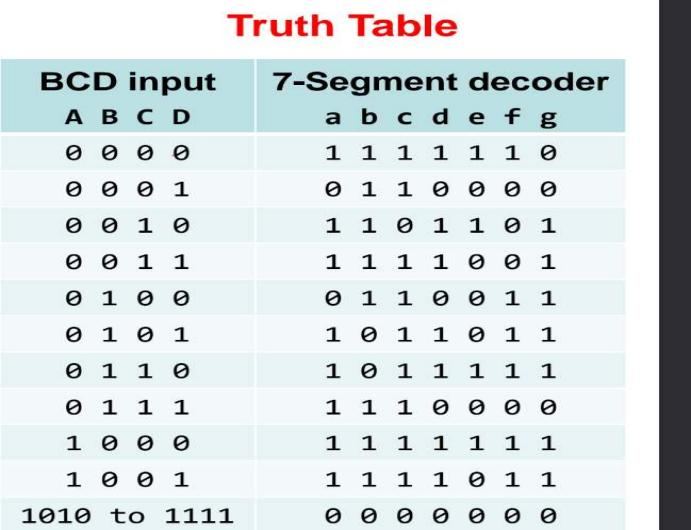 Truth Table
BCD input 7-Segment decoder
A B C D a b c d e f g
0 0 0 0 1 1 1 1 1 1 0
0 0 0 1 0 1 1 0 0 0 0
0 0 1 0 1 1 0 1 1 0 1
0 0 1 1 1 1 1 1 0 0 1
0 1 0 0 0 1 1 0 0 1 1
0 1 0 1 1 0 1 1 0 1 1
0 1 1 0 1 0 1 1 1 1 1
0 1 1 1 1 1 1 0 0 0 0
1 0 0 0 1 1 1 1 1 1 1
1 0 0 1 1 1 1 1 0 1 1
1010 to 1111 0 0 0 0 0 0 0